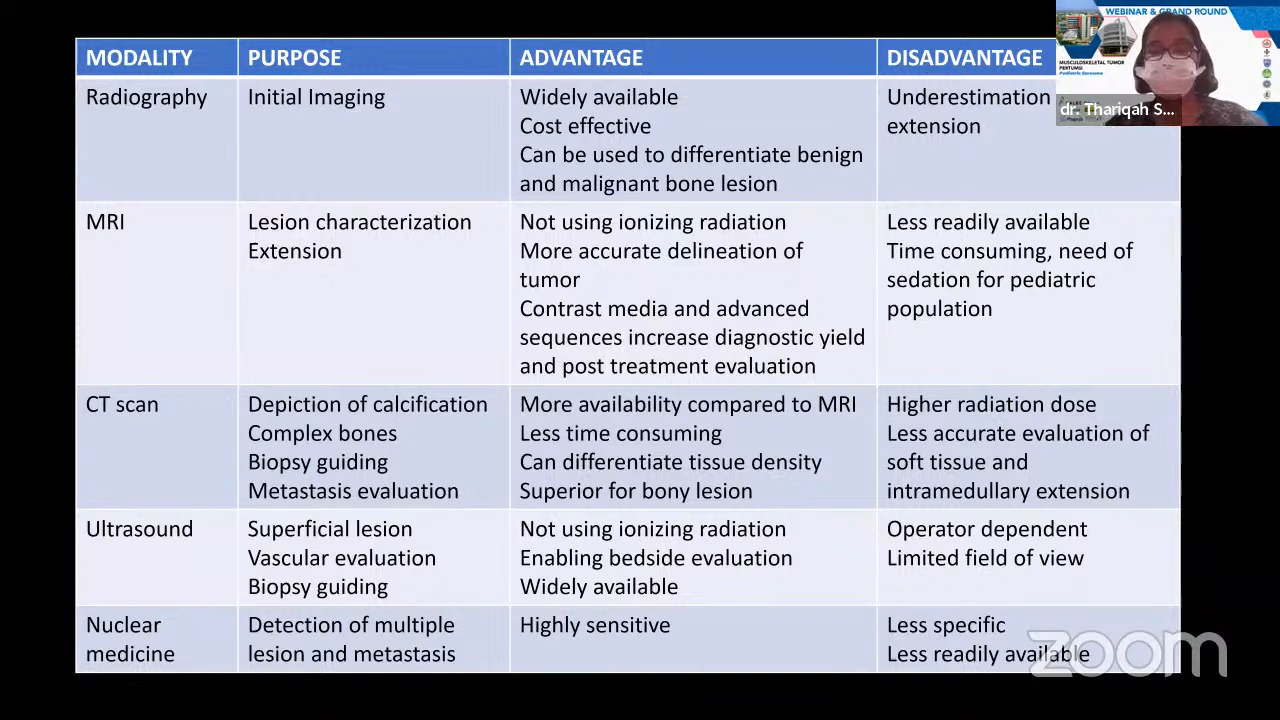 WEBINAR & GRAND ROUND
MUSCULOSKELETAL TUMOR
PERTUMSI
Pediatric Sarcoma
dr. Thariqah S...
MODALITY
PURPOSE
ADVANTAGE
DISADVANTAGE
Radiography
Initial Imaging
Widely available
Cost effective
Can be used to differentiate benign
and malignant bone lesion
Underestimation
extension
MRI
Lesion characterization
Extension
Not using ionizing radiation
More accurate delineation of
tumor
Contrast media and advanced
sequences increase diagnostic yield
and post treatment evaluation
Less readily available
Time consuming, need of
sedation for pediatric
population
CT scan
Depiction of calcification
Complex bones
Biopsy guiding
Metastasis evaluation
More availability compared to MRI
Less time consuming
Can differentiate tissue density
Superior for bony lesion
Higher radiation dose
Less accurate evaluation of
soft tissue and
intramedullary extension
Ultrasound
Superficial lesion
Vascular evaluation
Biopsy guiding
Not using ionizing radiation
Enabling bedside evaluation
Widely available
Operator dependent
Limited field of view
Nuclear
medicine
Detection of multiple
lesion and metastasis
Highly sensitive
Less specific
Less readily available
zoom